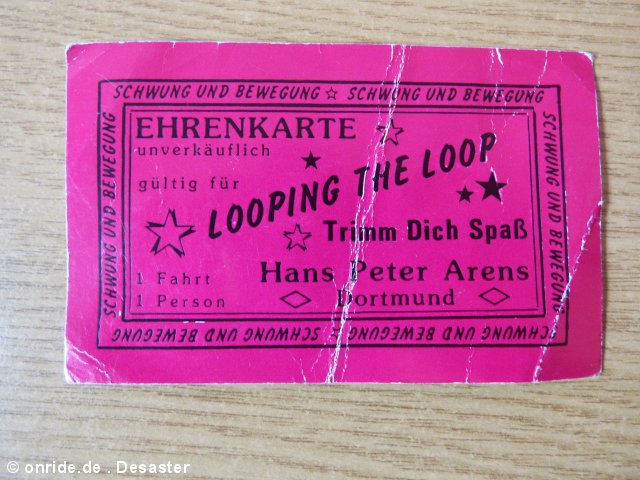 SCHWUNG UND BEWEGUNG ☆ SCHWUNG UND BEWEGUNG
SCHWUNG UND BEWEGUNG
SCHWUNG UND BEWEGUNG
EHRENKARTE
unverkäuflich
gültig für
LOOPING THE LOOP
Trimm Dich Spaß
1 Fahrt
Hans Peter Arens
1 Person
Dortmund
SCHWUNG UND BEWEGUNG ☆ SCHWUNG UND BEWEGUNG
© onride.de . Desaster